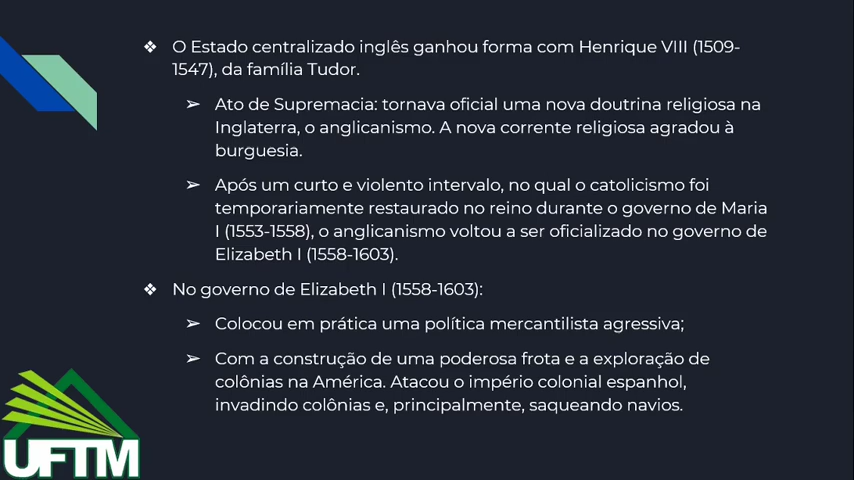 ❖ O Estado centralizado inglês ganhou forma com Henrique VIII (1509-
1547), da família Tudor.
➢ Ato de Supremacia: tornava oficial uma nova doutrina religiosa na
Inglaterra, o anglicanismo. A nova corrente religiosa agradou à
burguesia.
➢ Após um curto e violento intervalo, no qual o catolicismo foi
temporariamente restaurado no reino durante o governo de Maria
I (1553-1558), o anglicanismo voltou a ser oficializado no governo de
Elizabeth I (1558-1603).
❖ No governo de Elizabeth I (1558-1603):
➢ Colocou em prática uma política mercantilista agressiva;
➢ Com a construção de uma poderosa frota e a exploração de
colônias na América. Atacou o império colonial espanhol,
invadindo colônias e, principalmente, saqueando navios.
UFTM